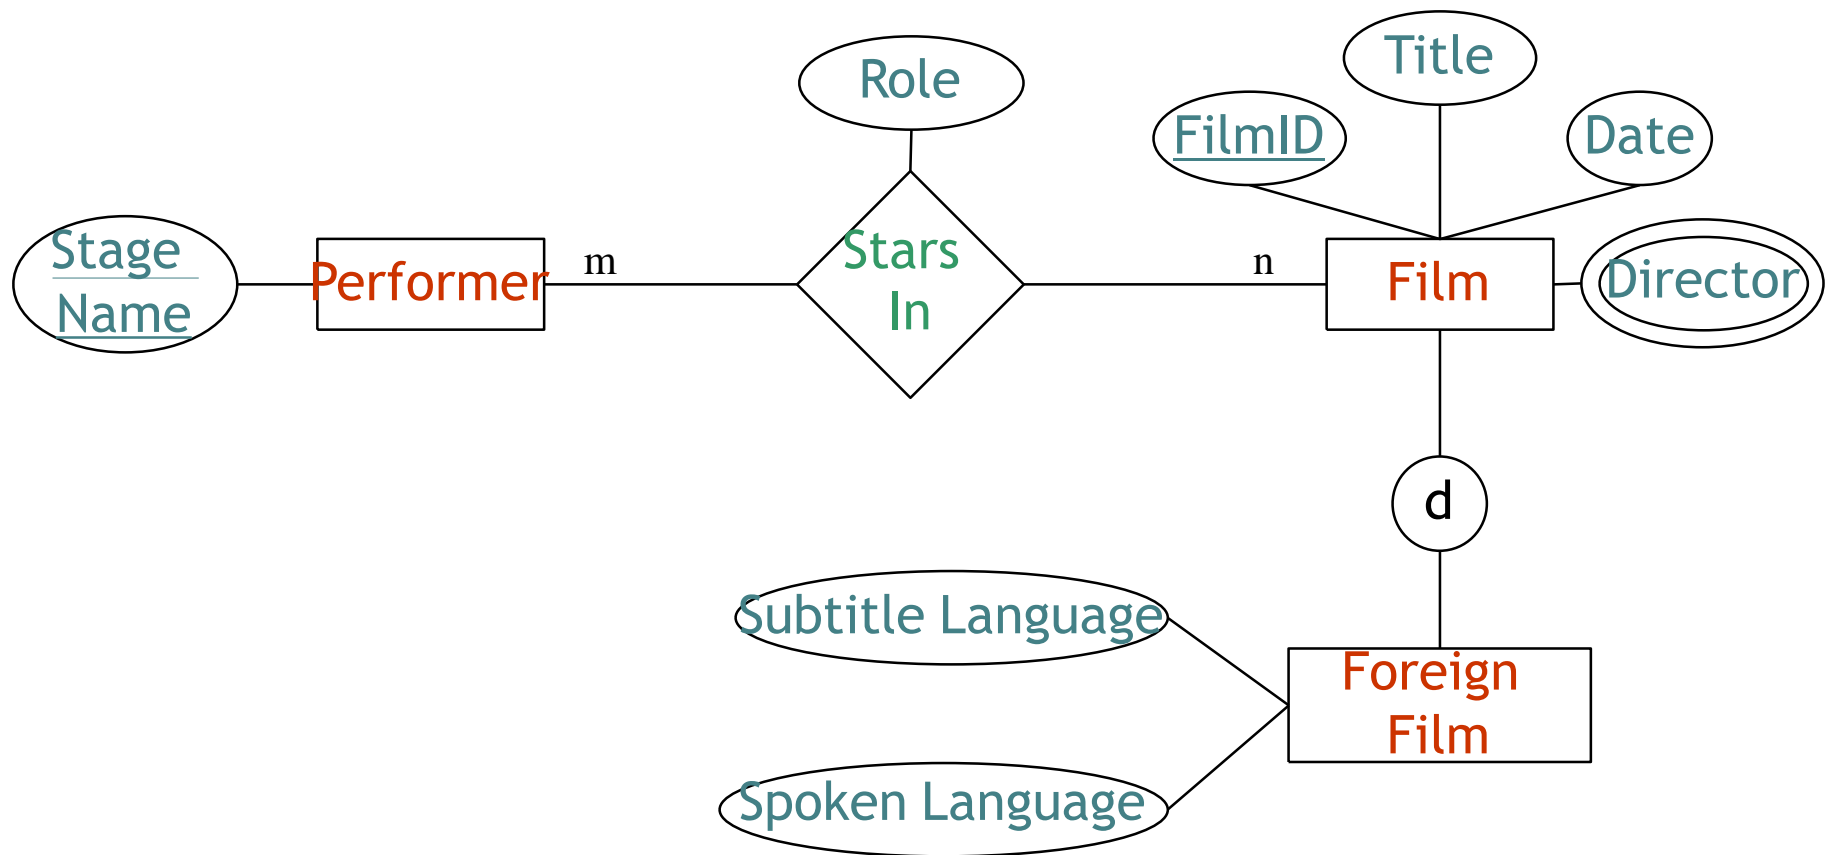 Role
Title
FilmID
Date
Stage
Name
Performer
m
Stars
In
n
Film
Director
d
Subtitle Language
Foreign
Film
Spoken Language